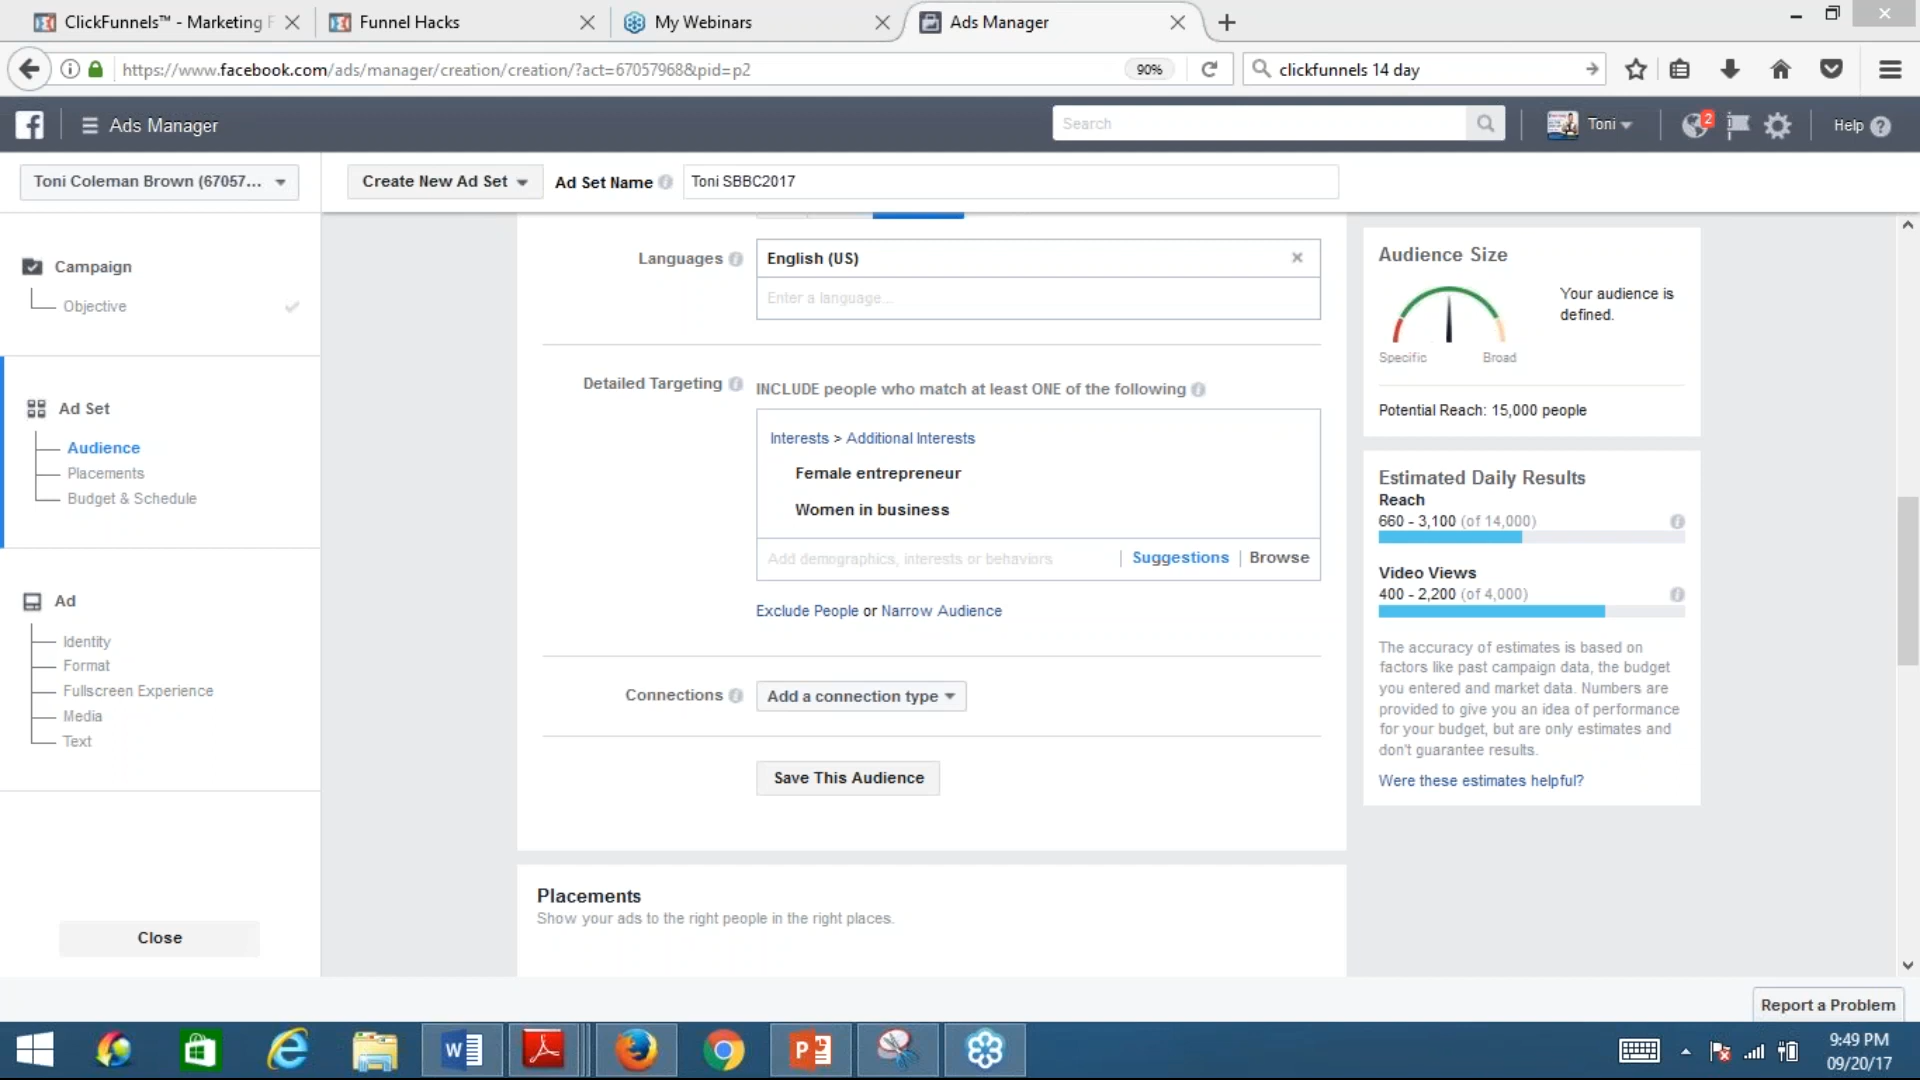 ClickFunnels™ - Marketing F
Funnel Hacks
My Webinars
Ads Manager
https://www.facebook.com/ads/manager/creation/creation/?act=67057968&pid=p2
90%
clickfunnels 14 day
Ads Manager
Search
Toni
2
Help
Toni Coleman Brown (67057...
Create New Ad Set
Ad Set Name
Toni SBBC2017
Campaign
Objective
Ad Set
Audience
Placements
Budget & Schedule
Ad
Identity
Format
Fullscreen Experience
Media
Text
Close
Languages
English (US)
Enter a language...
Detailed Targeting
INCLUDE people who match at least ONE of the following
Interests > Additional Interests
Female entrepreneur
Women in business
Add demographics, interests or behaviors
Suggestions
Browse
Exclude People or Narrow Audience
Connections
Add a connection type
Save This Audience
Placements
Show your ads to the right people in the right places.
Audience Size
Your audience is
defined.
Specific
Broad
Potential Reach: 15,000 people
Estimated Daily Results
Reach
660 - 3,100 (of 14,000)
Video Views
400 - 2,200 (of 4,000)
The accuracy of estimates is based on
factors like past campaign data, the budget
you entered and market data. Numbers are
provided to give you an idea of performance
for your budget, but are only estimates and
don't guarantee results.
Were these estimates helpful?
Report a Problem
9:49 PM
09/20/17